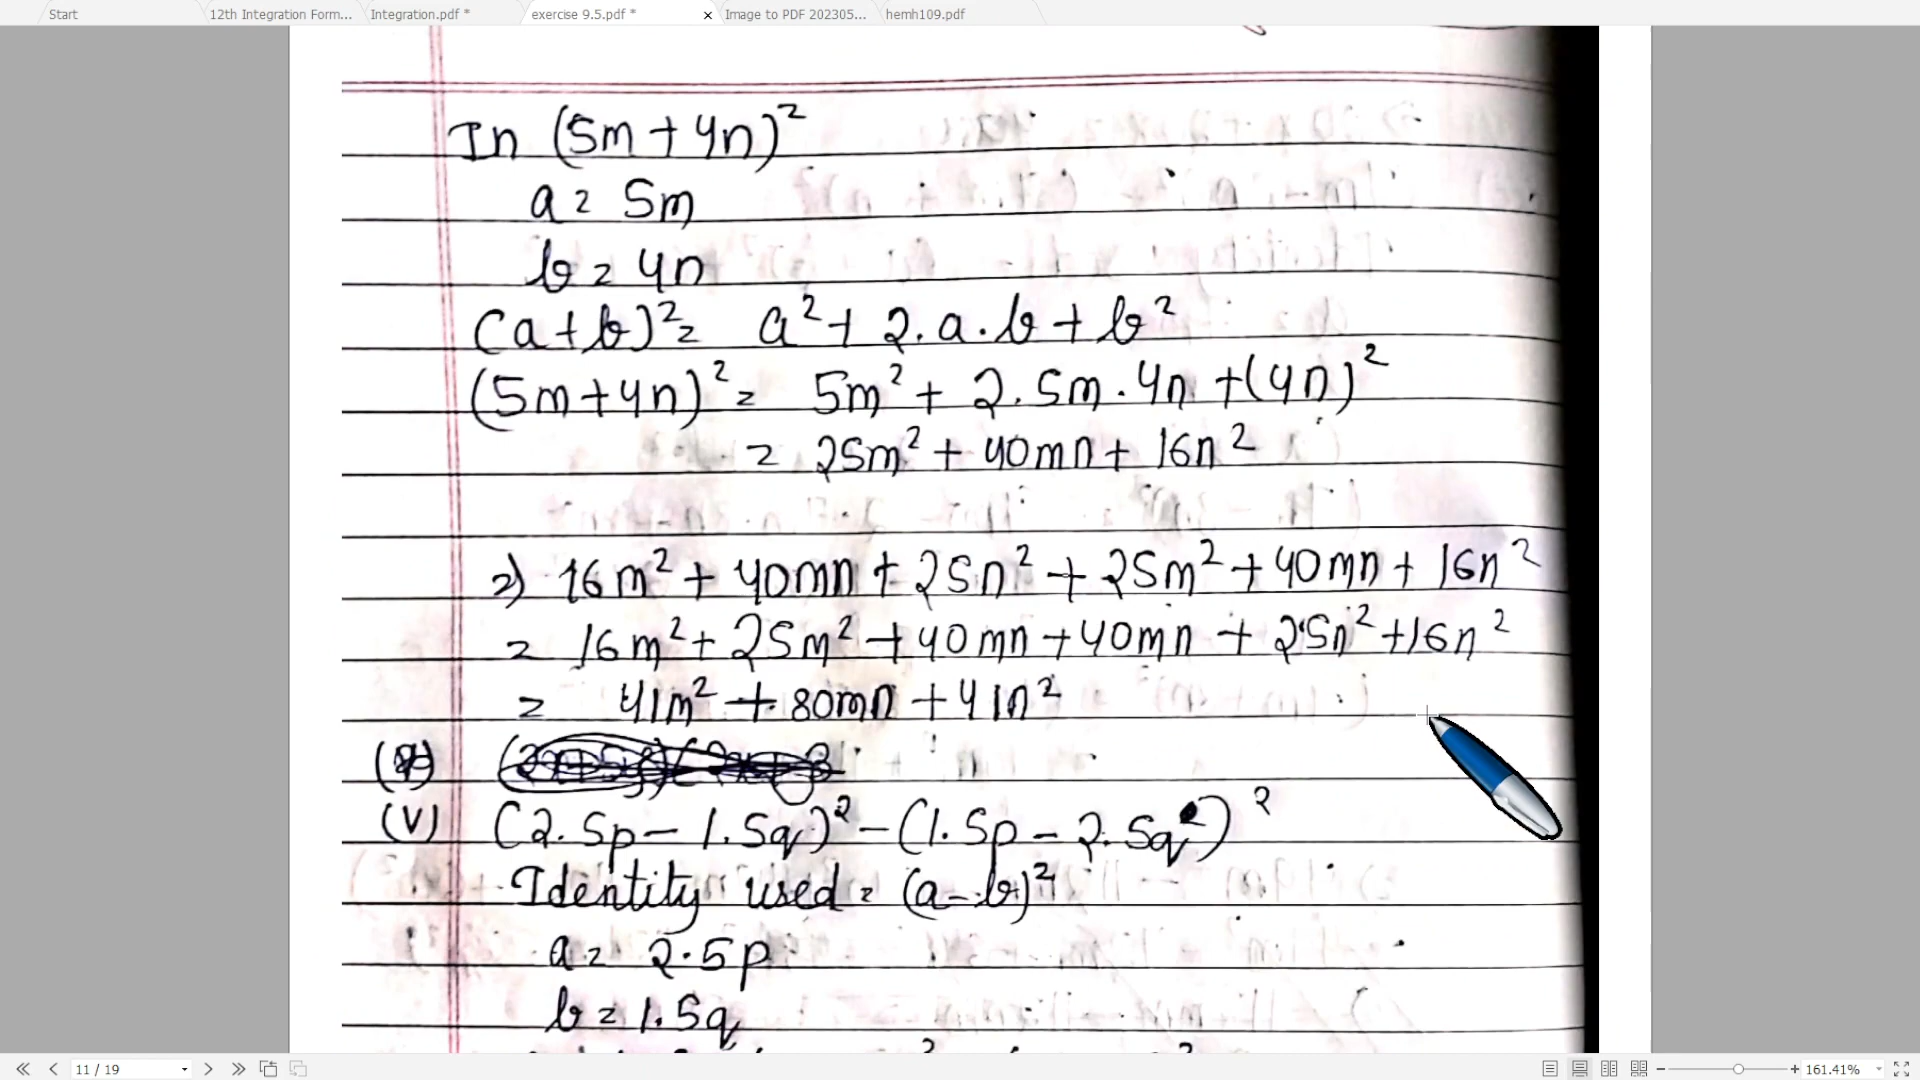 Start 12th Integration Form... Integration.pdf * exercise 9.5.pdf * × Image to PDF 202305... hemh109.pdf
In (5m + 4n)²
a = 5m
b = 4n
(a + b)² = a² + 2.a.b + b²
(5m + 4n)² = 5m² + 2.5m.4n + (4n)²
= 25m² + 40mn + 16n²
⇒ 16m² + 40mn + 25n² + 25m² + 40mn + 16n²
= 16m² + 25m² + 40mn + 40mn + 25n² + 16n²
= 41m² + 80mn + 41n²
(V) (2.5p - 1.5q)² - (1.5p - 2.5q)²
Identity used = (a - b)²
a = 2.5p
b = 1.5q
11 / 19 161.41%